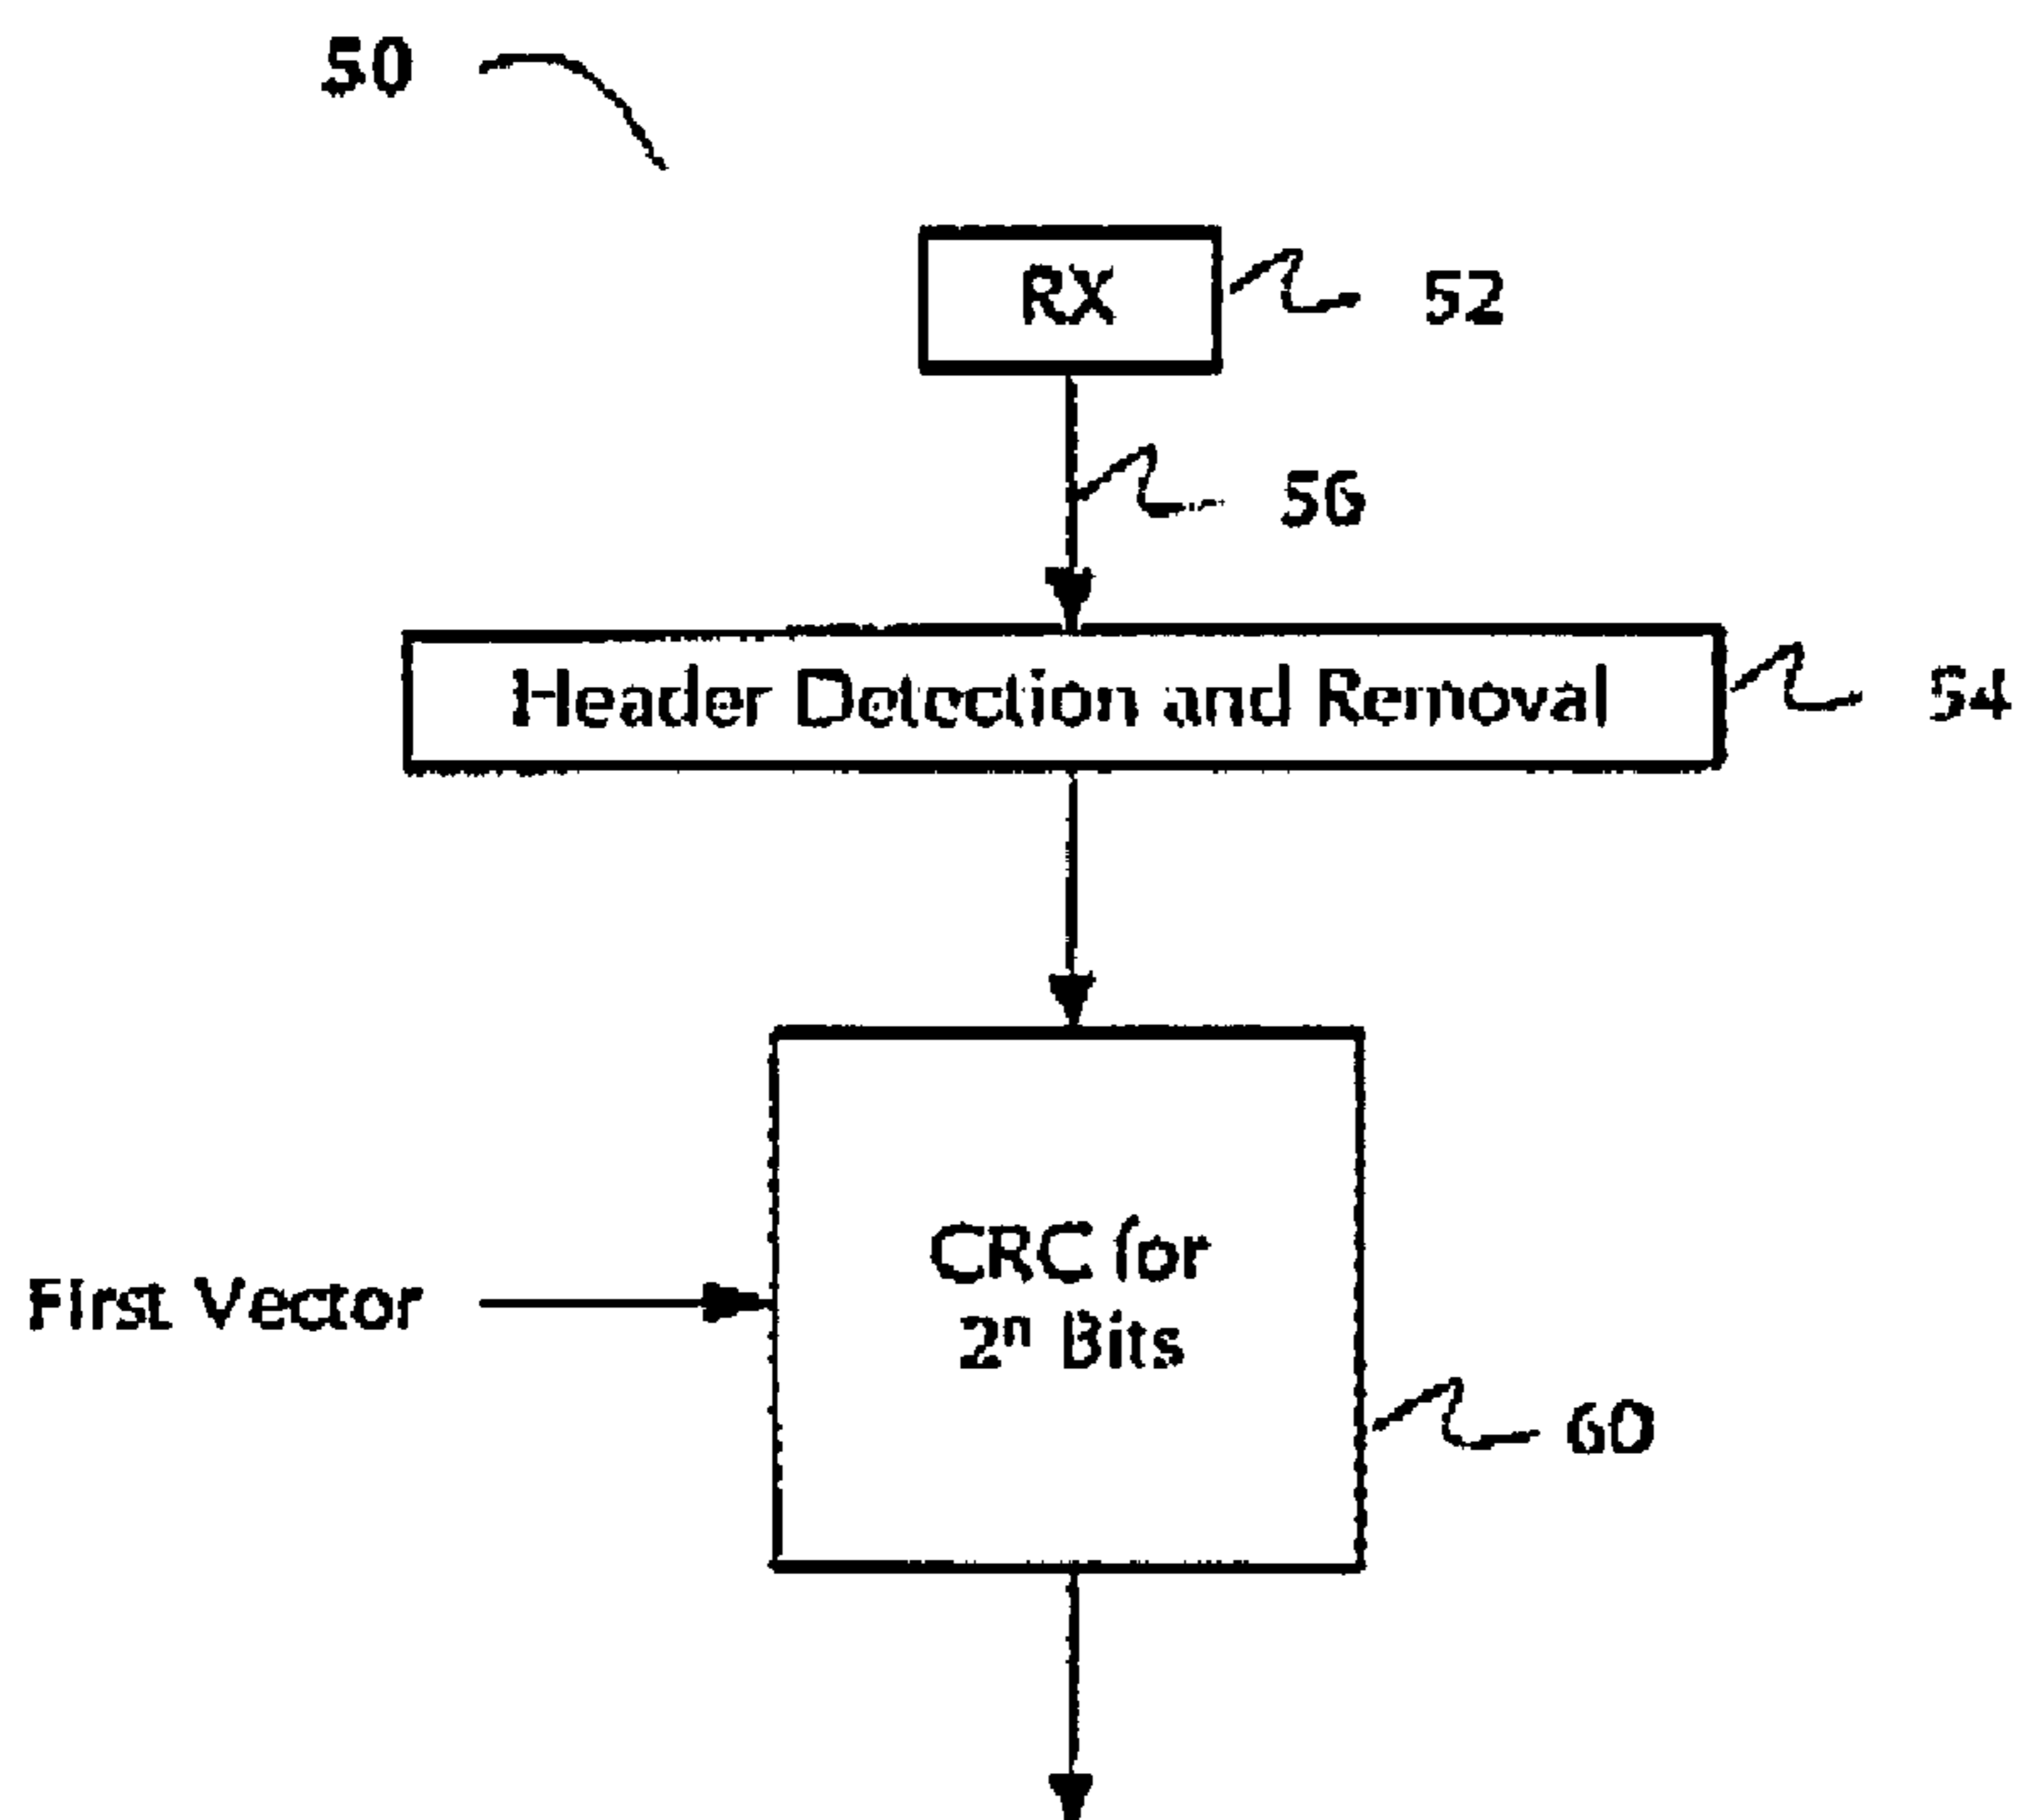 50
RX
52
56
Header Detection and Removal
54
CRC for
2ⁿ Bits
First Vector
60